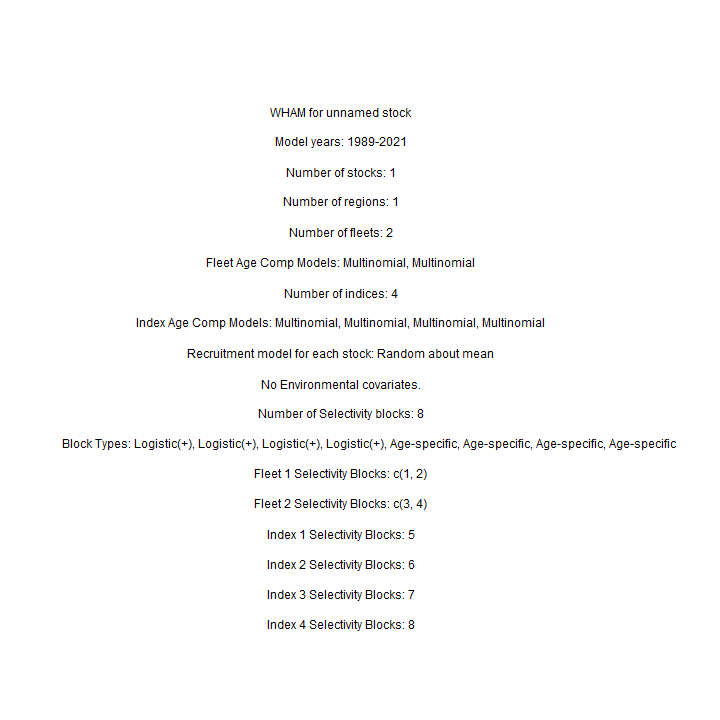 WHAM for unnamed stock
Model years: 1989-2021
Number of stocks: 1
Number of regions: 1
Number of fleets: 2
Fleet Age Comp Models: Multinomial, Multinomial
Number of indices: 4
Index Age Comp Models: Multinomial, Multinomial, Multinomial, Multinomial
Recruitment model for each stock: Random about mean
No Environmental covariates.
Number of Selectivity blocks: 8
Block Types: Logistic(+), Logistic(+), Logistic(+), Logistic(+), Age-specific, Age-specific, Age-specific, Age-specific
Fleet 1 Selectivity Blocks: c(1, 2)
Fleet 2 Selectivity Blocks: c(3, 4)
Index 1 Selectivity Blocks: 5
Index 2 Selectivity Blocks: 6
Index 3 Selectivity Blocks: 7
Index 4 Selectivity Blocks: 8